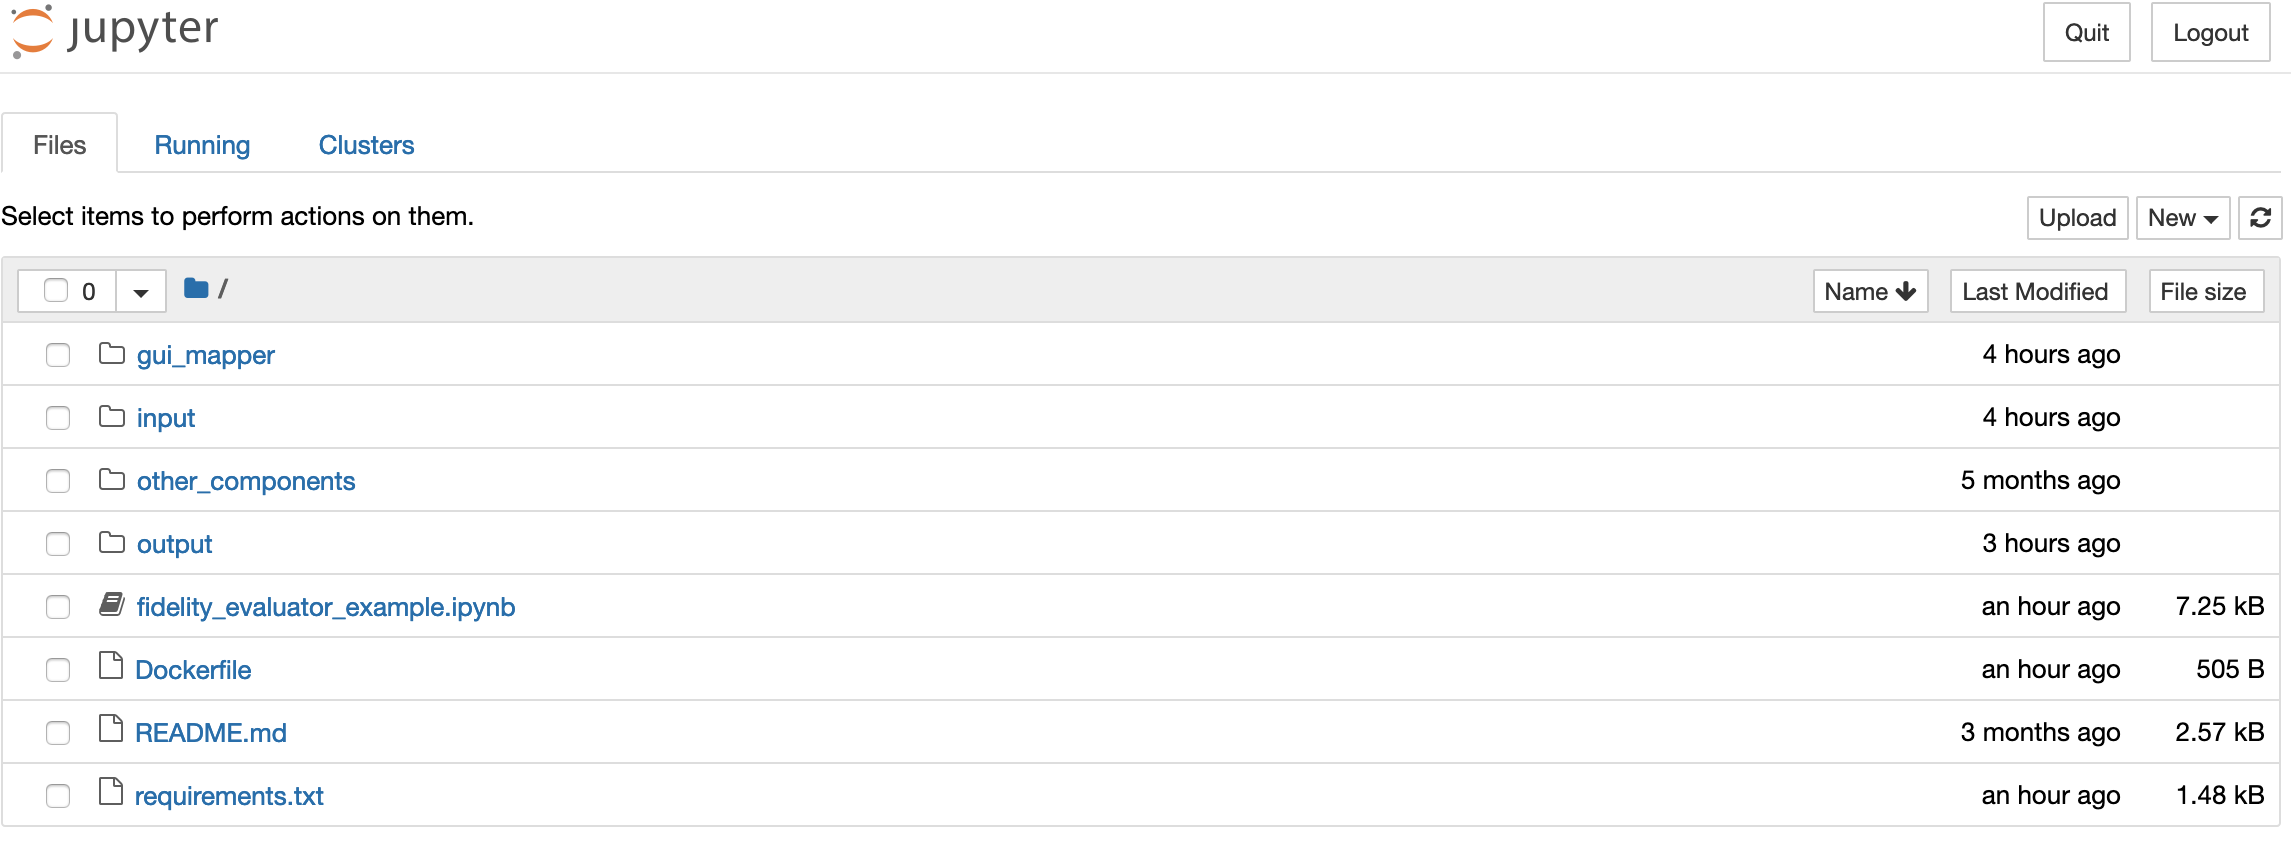 jupyter
Quit
Logout
Files
Running
Clusters
Select items to perform actions on them.
Upload
New
0
/
Name
Last Modified
File size
gui_mapper
4 hours ago
input
4 hours ago
other_components
5 months ago
output
3 hours ago
fidelity_evaluator_example.ipynb
an hour ago
7.25 kB
Dockerfile
an hour ago
505 B
README.md
3 months ago
2.57 kB
requirements.txt
an hour ago
1.48 kB